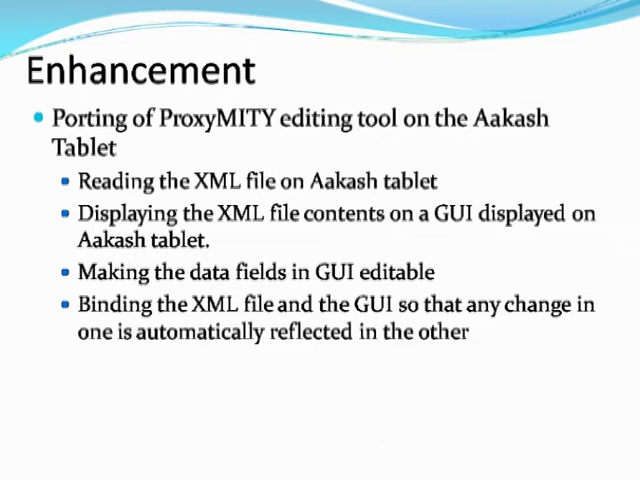 Enhancement
• Porting of ProxyMITY editing tool on the Aakash
Tablet
• Reading the XML file on Aakash tablet
• Displaying the XML file contents on a GUI displayed on
Aakash tablet.
• Making the data fields in GUI editable
• Binding the XML file and the GUI so that any change in
one is automatically reflected in the other